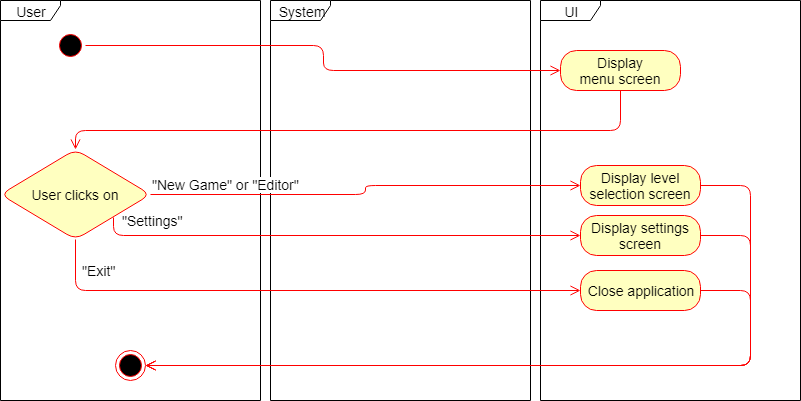 User
System
UI
Display
menu screen
User clicks on
"New Game" or "Editor"
Display level
selection screen
"Settings"
Display settings
screen
"Exit"
Close application